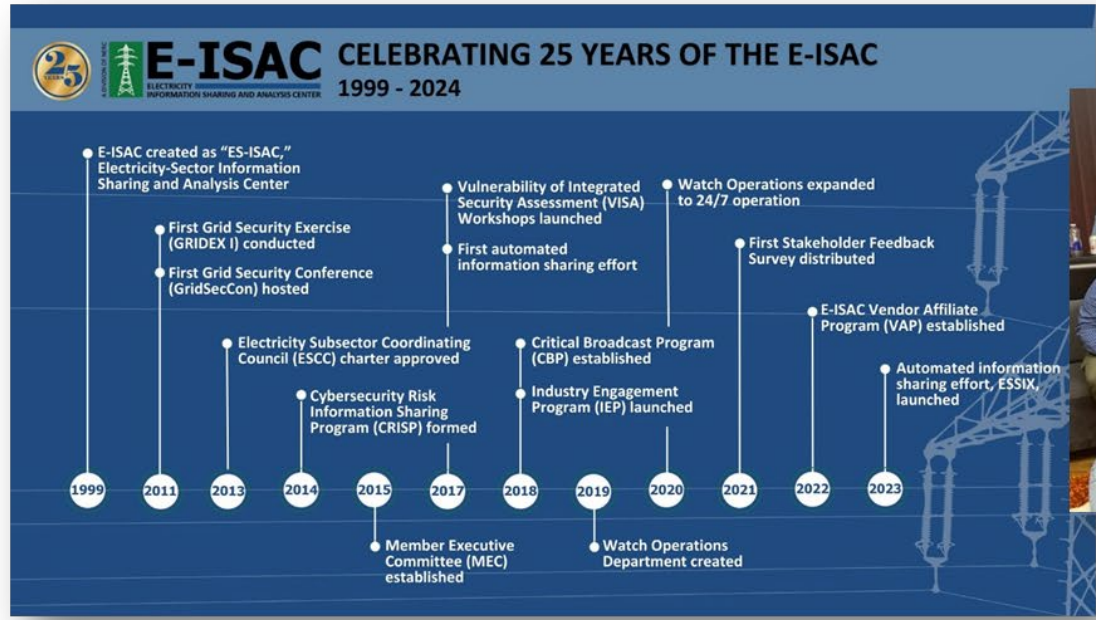 25
YEARS
A DIVISION OF NERC
E-ISAC
ELECTRICITY
INFORMATION SHARING AND ANALYSIS CENTER
CELEBRATING 25 YEARS OF THE E-ISAC
1999 - 2024
E-ISAC created as “ES-ISAC,”
Electricity-Sector Information
Sharing and Analysis Center
First Grid Security Exercise
(GRIDEX I) conducted
First Grid Security Conference
(GridSecCon) hosted
Electricity Subsector Coordinating
Council (ESCC) charter approved
Cybersecurity Risk
Information Sharing
Program (CRISP) formed
Member Executive
Committee (MEC)
established
Vulnerability of Integrated
Security Assessment (VISA)
Workshops launched
First automated
information sharing effort
Critical Broadcast Program
(CBP) established
Industry Engagement
Program (IEP) launched
Watch Operations
Department created
Watch Operations expanded
to 24/7 operation
First Stakeholder Feedback
Survey distributed
E-ISAC Vendor Affiliate
Program (VAP) established
Automated information
sharing effort, ESSIX,
launched
1999
2011
2013
2014
2015
2017
2018
2019
2020
2021
2022
2023